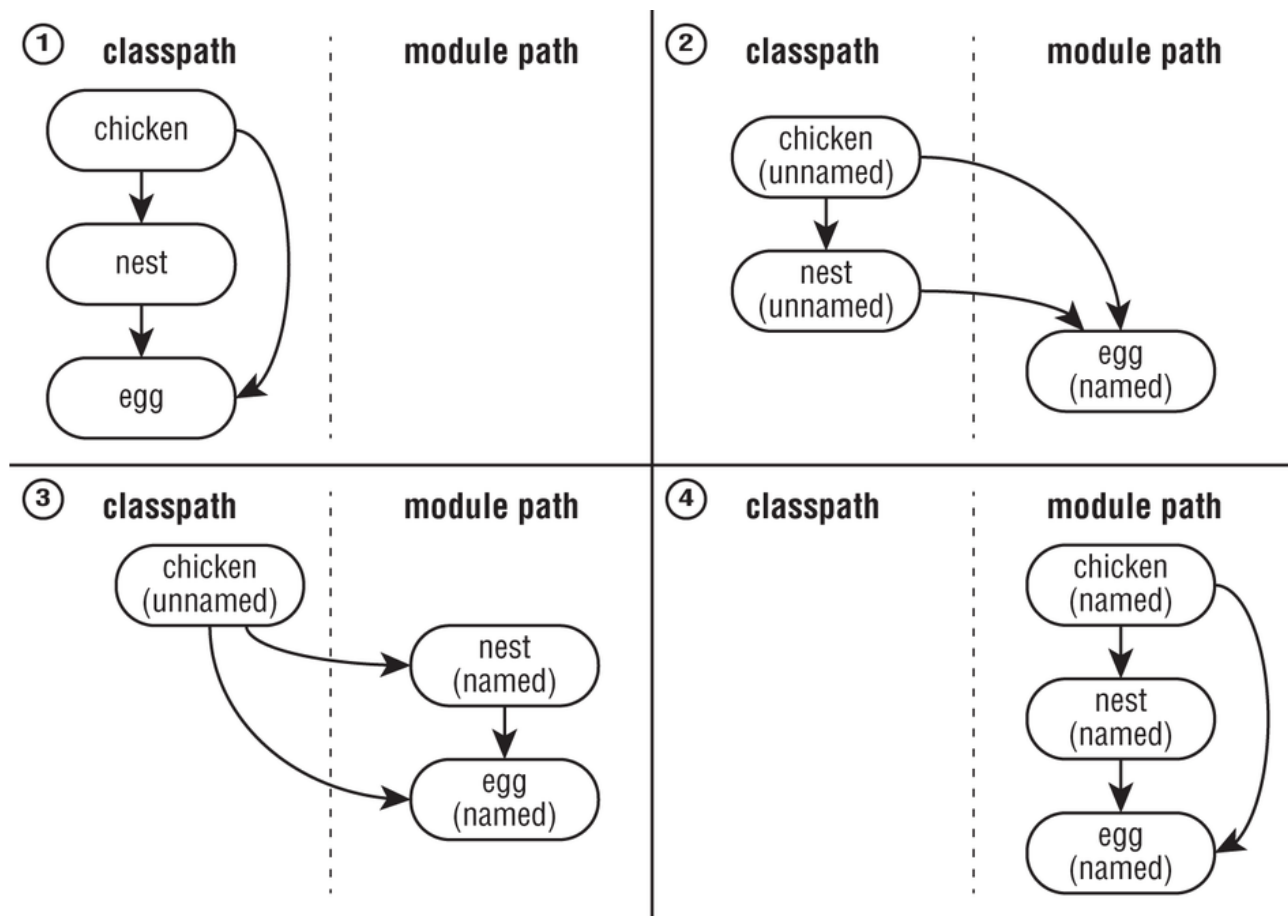 1 classpath module path
chicken
nest
egg
2 classpath module path
chicken
(unnamed)
nest
(unnamed)
egg
(named)
3 classpath module path
chicken
(unnamed)
nest
(named)
egg
(named)
4 classpath module path
chicken
(named)
nest
(named)
egg
(named)